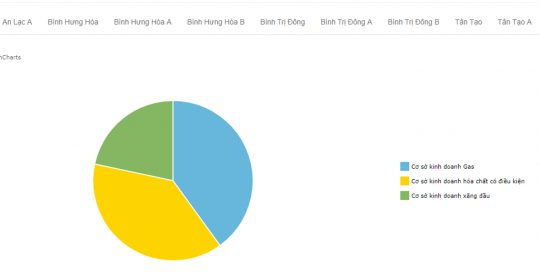 An Lạc A Bình Hưng Hòa Bình Hưng Hòa A Bình Hưng Hòa B Bình Trị Đông Bình Trị Đông A Bình Trị Đông B Tân Tạo Tân Tạo A
mCharts
Cơ sở kinh doanh Gas
Cơ sở kinh doanh hóa chất có điều kiện
Cơ sở kinh doanh xăng dầu